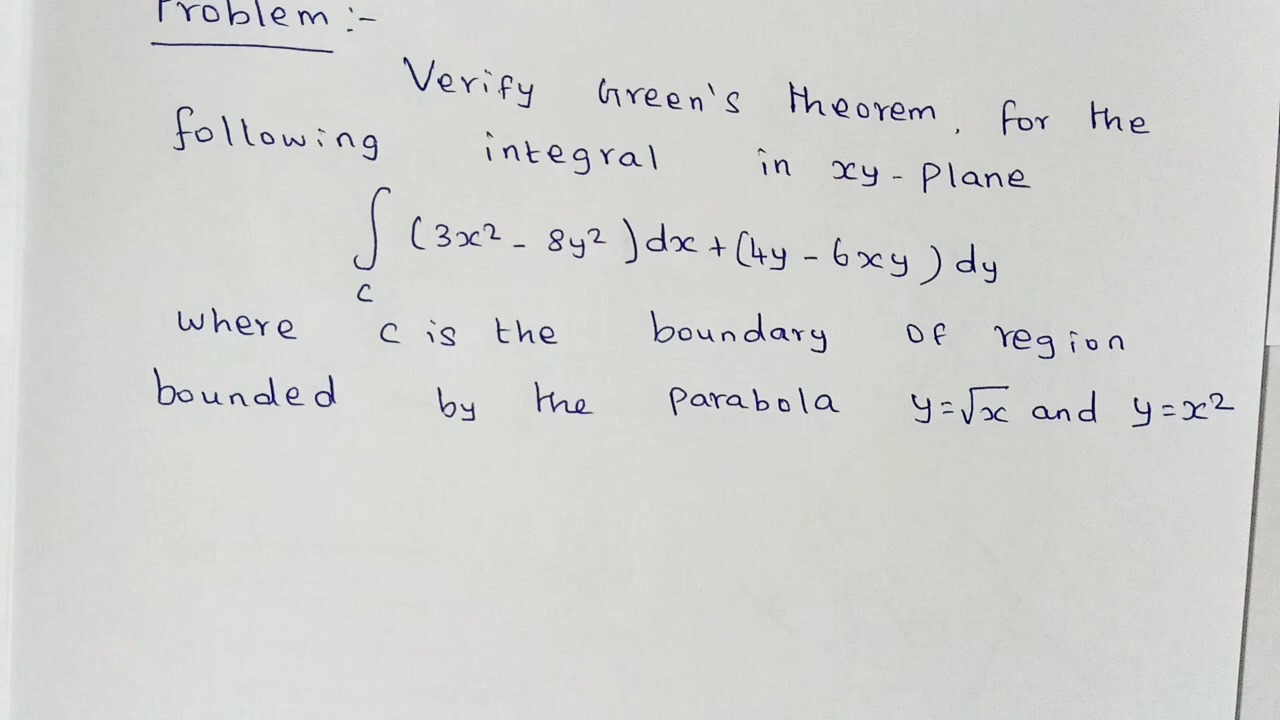 Problem :-
Verify Green's theorem, for the
following integral in xy-plane
∫ (3x² - 8y²)dx + (4y - 6xy) dy
C
where c is the boundary of region
bounded by the parabola y=√x and y=x²